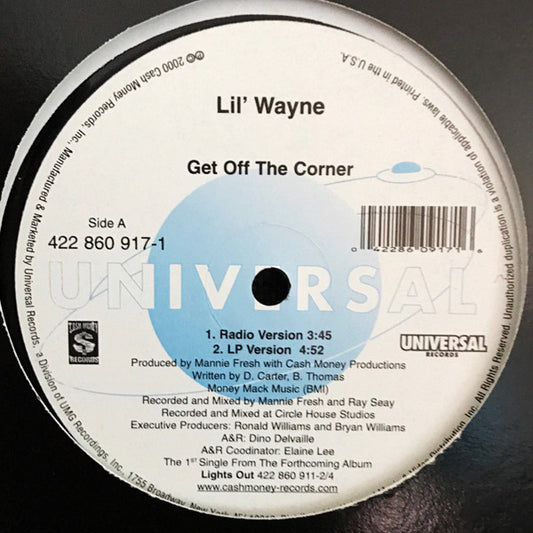 Lil' Wayne
Get Off The Corner
Side A
422 860 917-1
0 42286 09171 6
UNIVERSAL
1. Radio Version 3:45
2. LP Version 4:52
CASH MONEY
RECORDS
UNIVERSAL
RECORDS
Produced by Mannie Fresh with Cash Money Productions
Written by D. Carter, B. Thomas
Money Mack Music (BMI)
Recorded and Mixed by Mannie Fresh and Ray Seay
Recorded and Mixed at Circle House Studios
Executive Producers: Ronald Williams and Bryan Williams
A&R: Dino Delvaille
A&R Coodinator: Elaine Lee
The 1st Single From The Forthcoming Album
Lights Out 422 860 911-2/4
www.cashmoney-records.com
℗© 2000 Cash Money Records, Inc., Manufactured & Marketed by Universal Records, a Division of UMG Recordings, Inc., 1755 Broadway, New York, Inc. All Rights Reserved. Unauthorized duplication is a violation of applicable laws. Printed in the U.S.A.